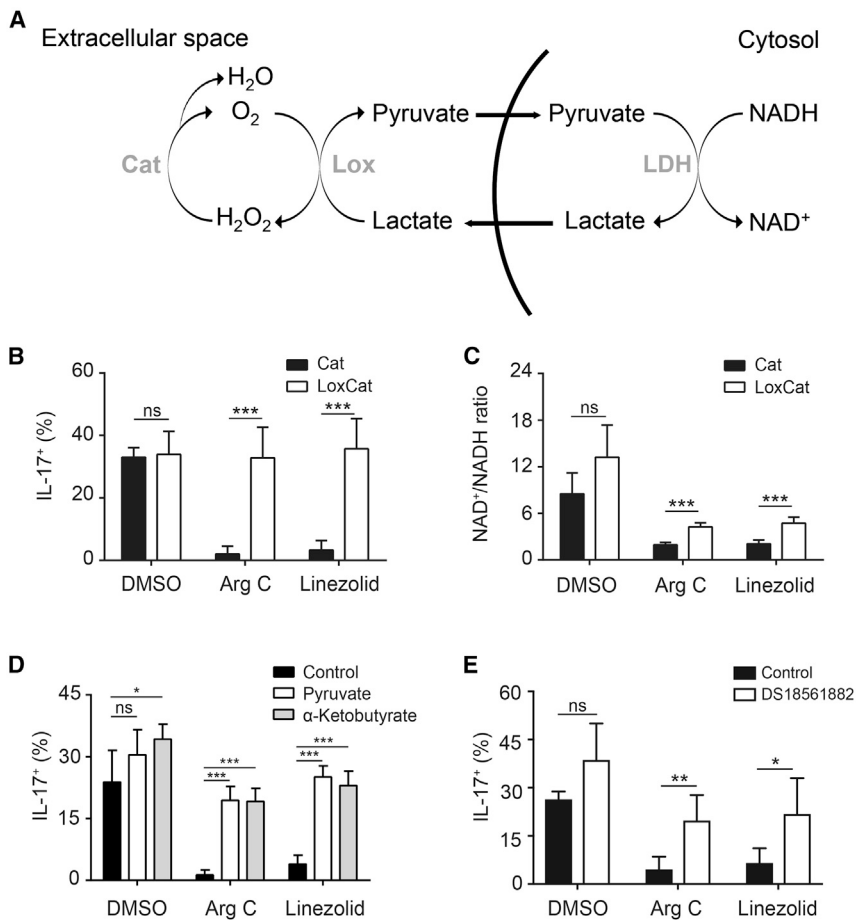 A
Extracellular space
Cytosol
H₂O
O₂
Pyruvate
Pyruvate
NADH
Cat
Lox
LDH
H₂O₂
Lactate
Lactate
NAD⁺
B
Cat
LoxCat
60
40
20
0
IL-17⁺ (%)
ns
***
***
DMSO
Arg C
Linezolid
C
Cat
LoxCat
24
18
12
6
0
NAD⁺/NADH ratio
ns
***
***
DMSO
Arg C
Linezolid
D
Control
Pyruvate
α-Ketobutyrate
45
30
15
0
IL-17⁺ (%)
*
ns
***
***
***
***
DMSO
Arg C
Linezolid
E
Control
DS18561882
60
45
30
15
0
IL-17⁺ (%)
ns
**
*
DMSO
Arg C
Linezolid